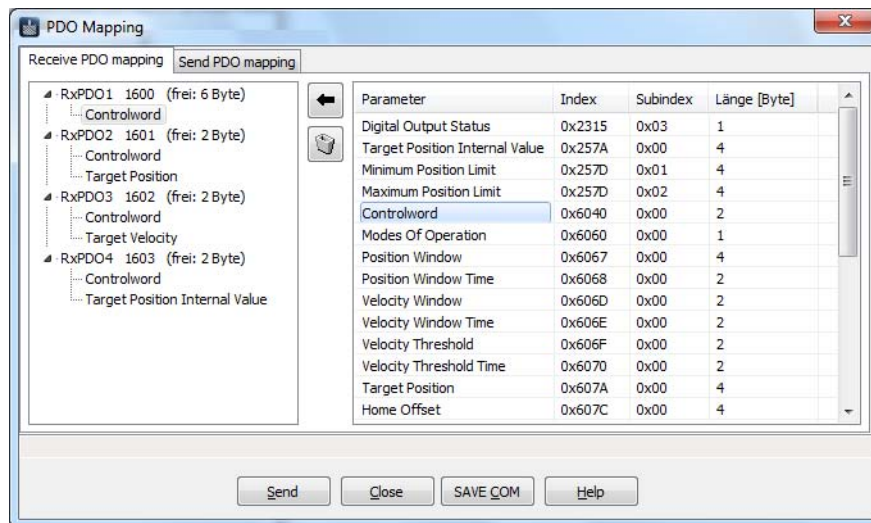 PDO Mapping
Receive PDO mapping Send PDO mapping
RxPDO1 1600 (frei: 6 Byte)
Controlword
RxPDO2 1601 (frei: 2 Byte)
Controlword
Target Position
RxPDO3 1602 (frei: 2 Byte)
Controlword
Target Velocity
RxPDO4 1603 (frei: 2 Byte)
Controlword
Target Position Internal Value
Parameter Index Subindex Länge [Byte]
Digital Output Status 0x2315 0x03 1
Target Position Internal Value 0x257A 0x00 4
Minimum Position Limit 0x257D 0x01 4
Maximum Position Limit 0x257D 0x02 4
Controlword 0x6040 0x00 2
Modes Of Operation 0x6060 0x00 1
Position Window 0x6067 0x00 4
Position Window Time 0x6068 0x00 2
Velocity Window 0x606D 0x00 2
Velocity Window Time 0x606E 0x00 2
Velocity Threshold 0x606F 0x00 2
Velocity Threshold Time 0x6070 0x00 2
Target Position 0x607A 0x00 4
Home Offset 0x607C 0x00 4
Send Close SAVE COM Help